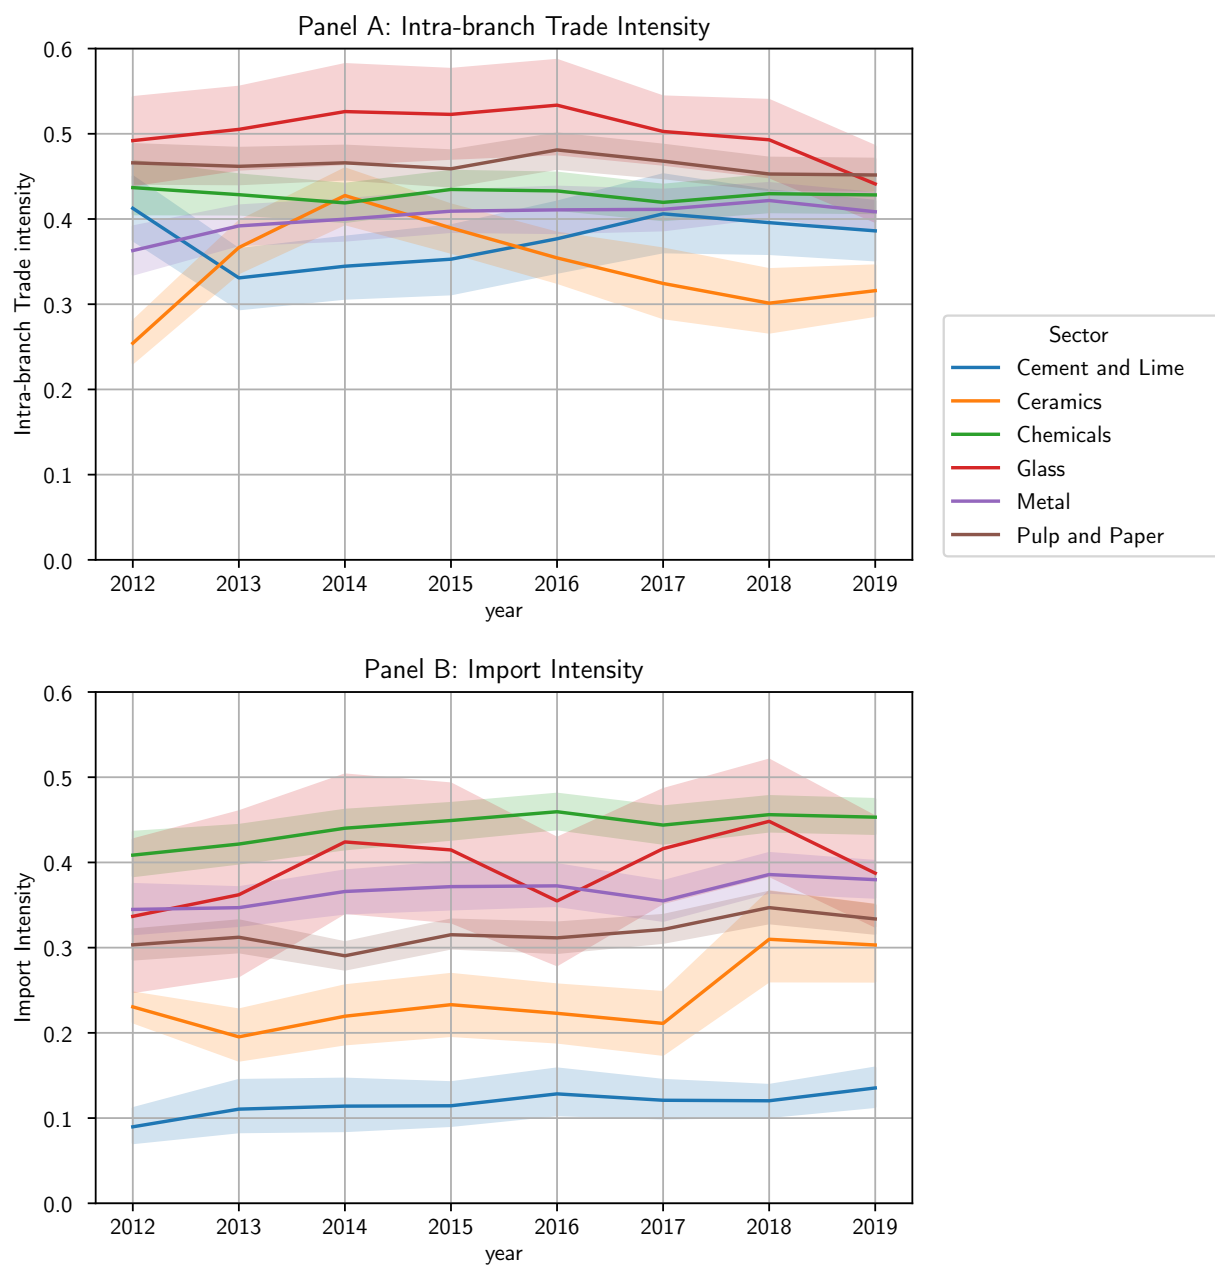 Panel A: Intra-branch Trade Intensity
Intra-branch Trade intensity
0.6
0.5
0.4
0.3
0.2
0.1
0.0
2012 2013 2014 2015 2016 2017 2018 2019
year
Sector
Cement and Lime
Ceramics
Chemicals
Glass
Metal
Pulp and Paper
Panel B: Import Intensity
Import Intensity
0.6
0.5
0.4
0.3
0.2
0.1
0.0
2012 2013 2014 2015 2016 2017 2018 2019
year